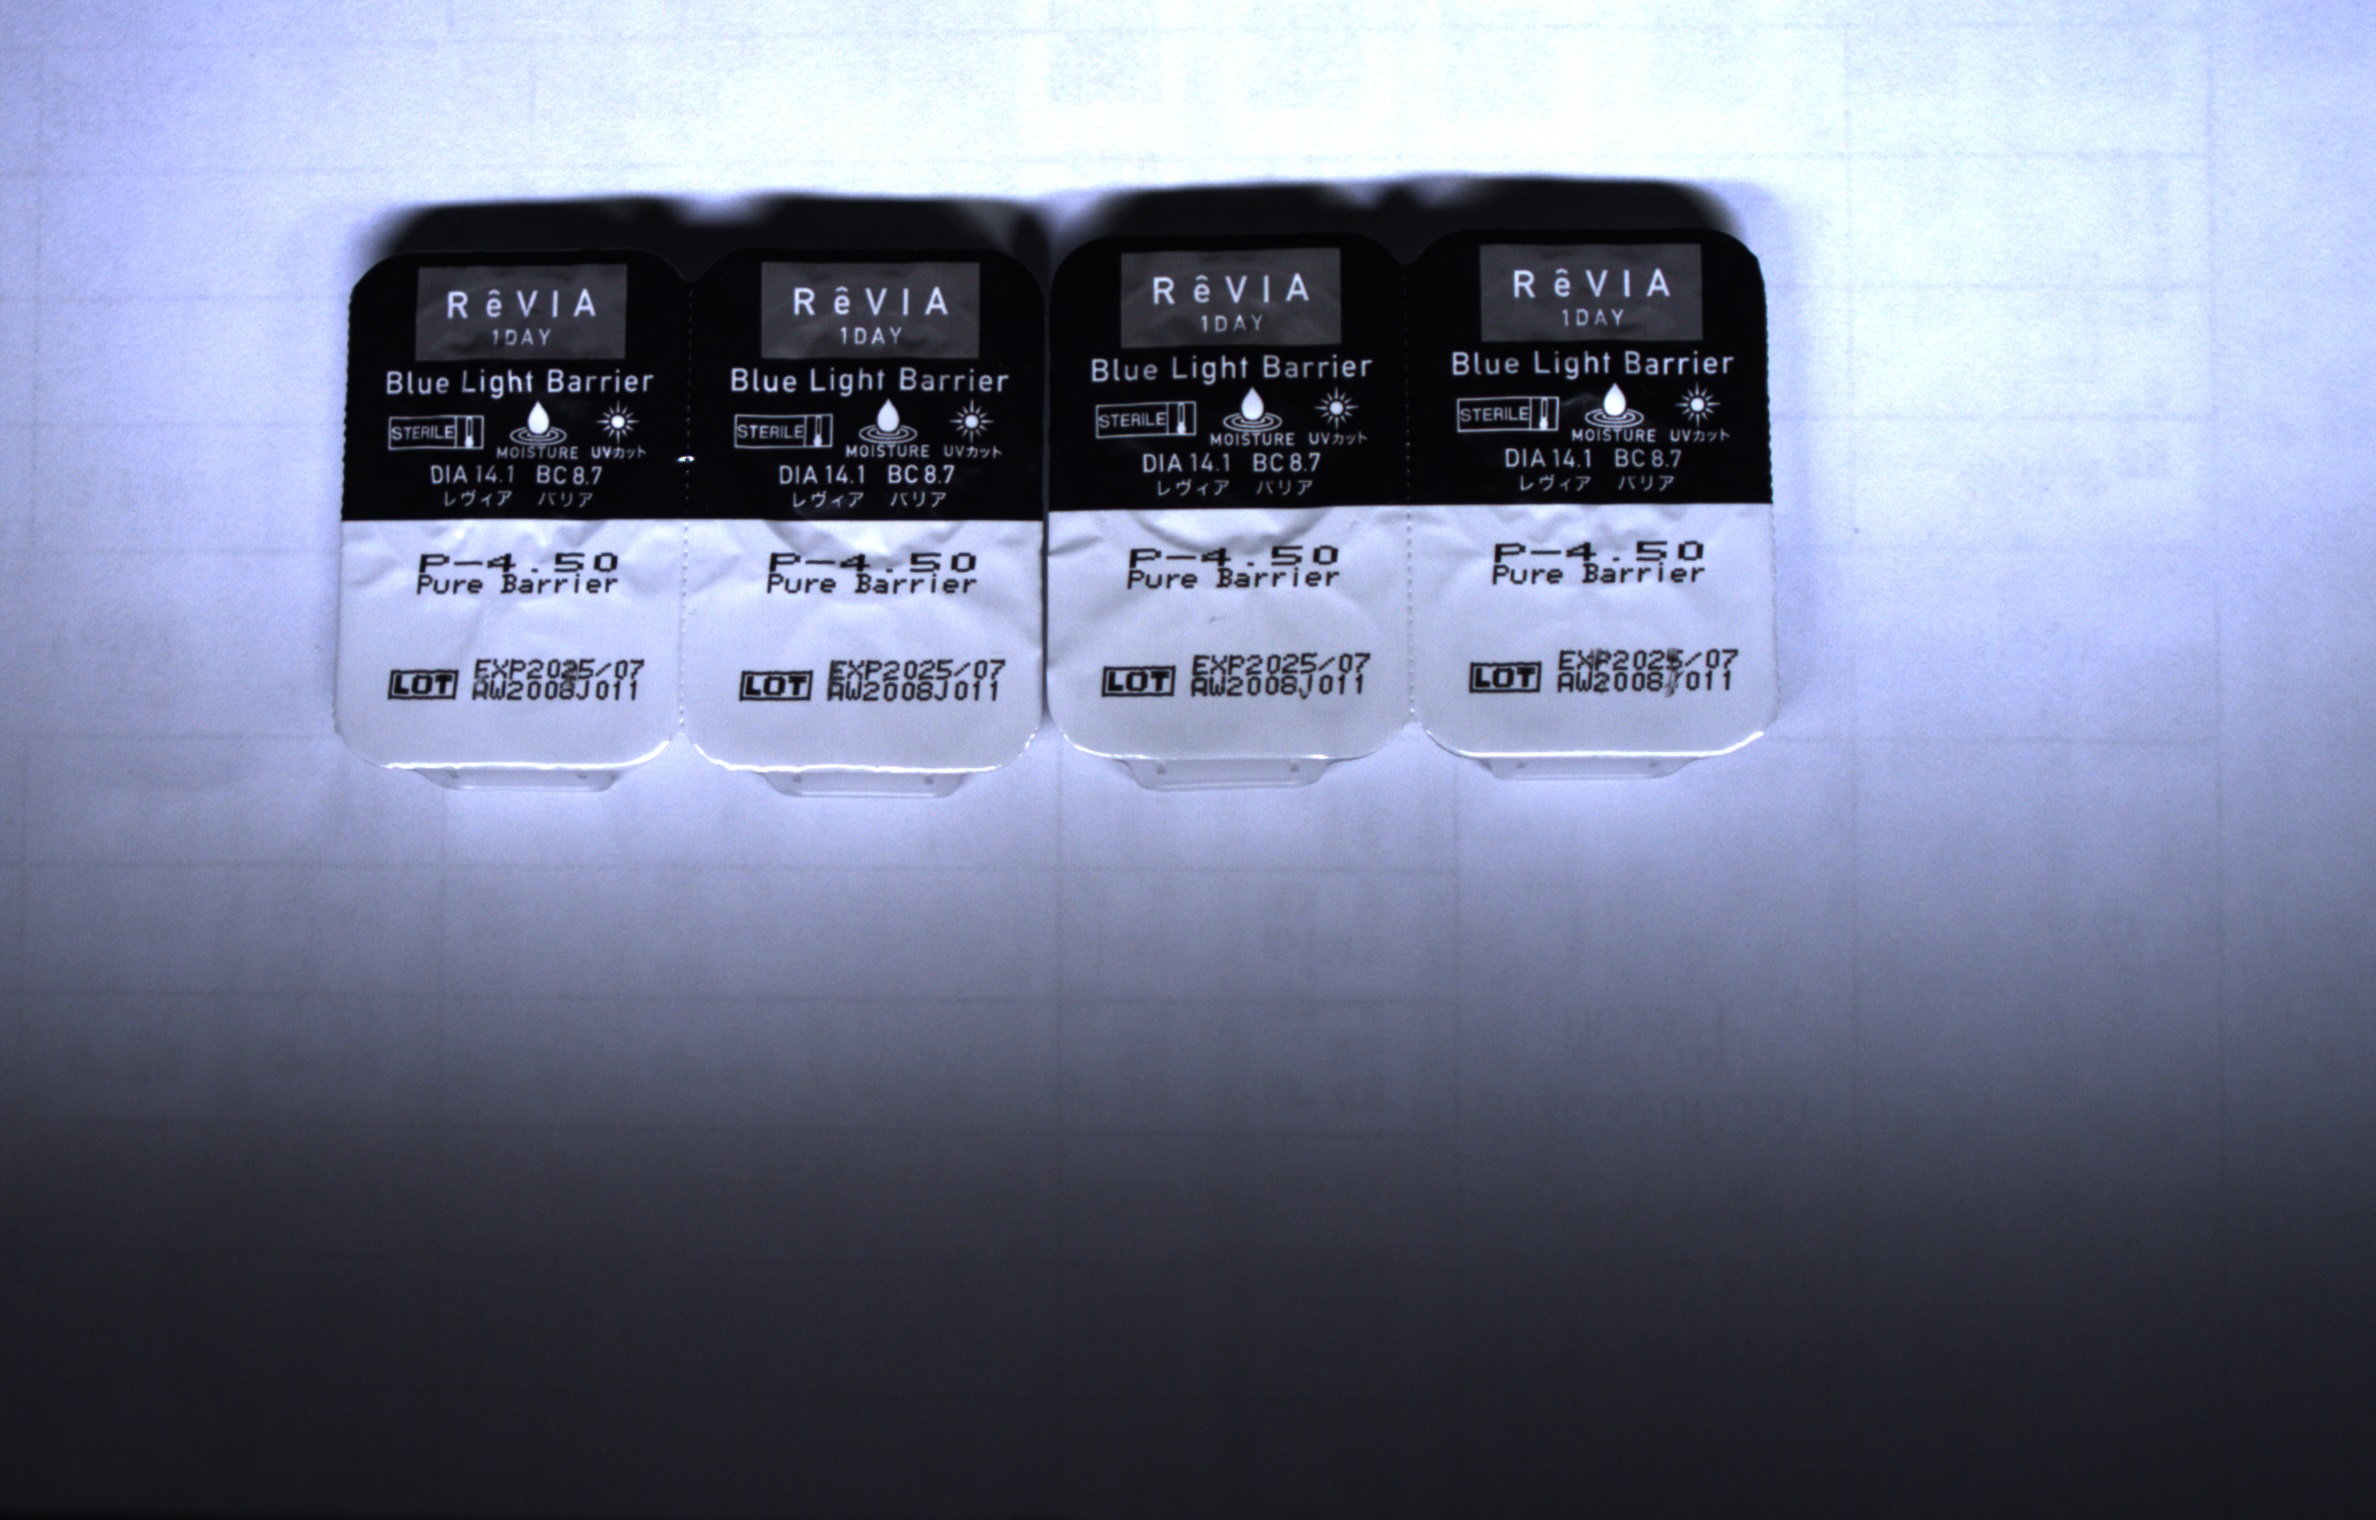 RêVIA
1DAY
Blue Light Barrier
STERILE
MOISTURE UVカット
DIA 14.1 BC 8.7
レヴィア バリア
P-4.50
Pure Barrier
LOT
EXP2025/07
AW2008J011
RêVIA
1DAY
Blue Light Barrier
STERILE
MOISTURE UVカット
DIA 14.1 BC 8.7
レヴィア バリア
P-4.50
Pure Barrier
LOT
EXP2025/07
AW2008J011
RêVIA
1DAY
Blue Light Barrier
STERILE
MOISTURE UVカット
DIA 14.1 BC 8.7
レヴィア バリア
P-4.50
Pure Barrier
LOT
EXP2025/07
AW2008J011
RêVIA
1DAY
Blue Light Barrier
STERILE
MOISTURE UVカット
DIA 14.1 BC 8.7
レヴィア バリア
P-4.50
Pure Barrier
LOT
EXP2025/07
AW2008J011